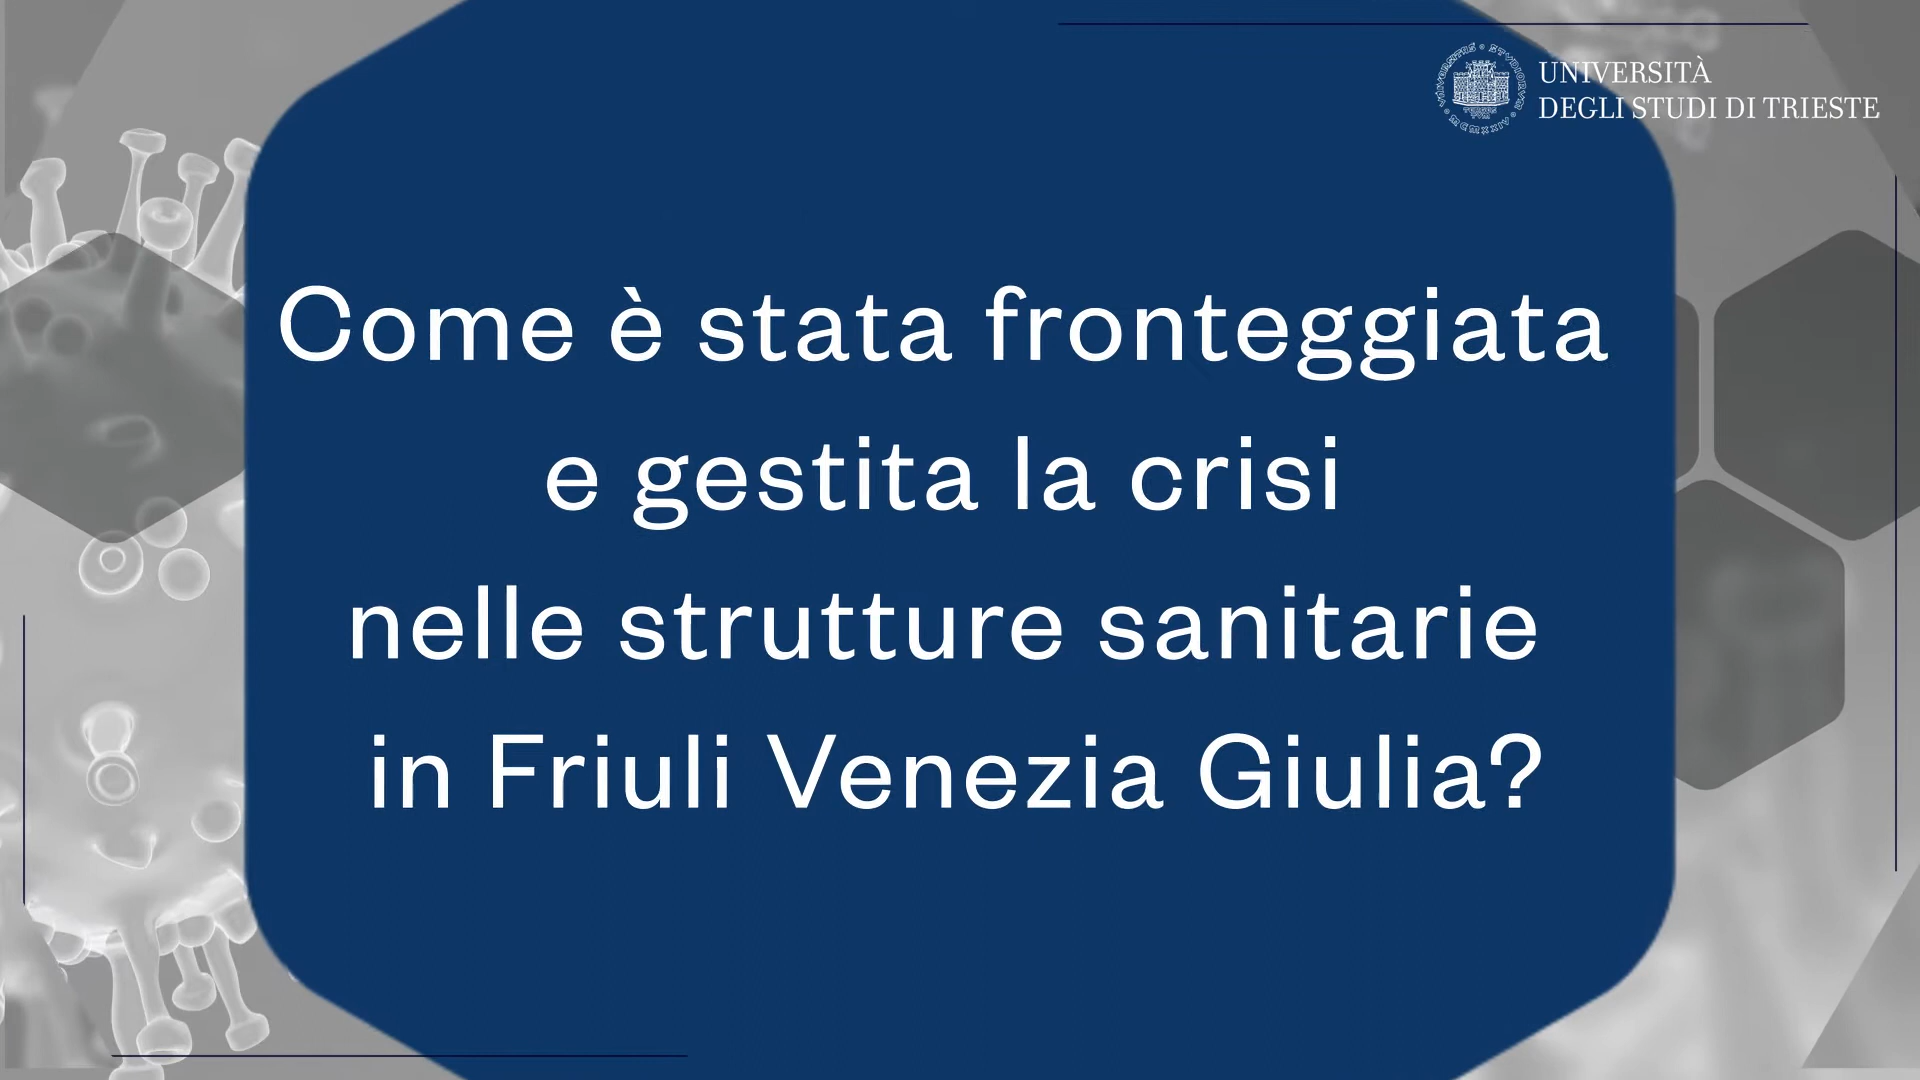 UNIVERSITÀ
DEGLI STUDI DI TRIESTE
Come è stata fronteggiata
e gestita la crisi
nelle strutture sanitarie
in Friuli Venezia Giulia?